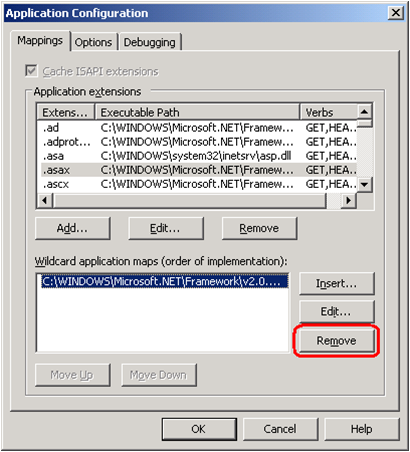 Application Configuration
Mappings Options Debugging
Cache ISAPI extensions
Application extensions
Extens... Executable Path Verbs
.ad C:\WINDOWS\Microsoft.NET\Framew... GET,HEA...
.adprot... C:\WINDOWS\Microsoft.NET\Framew... GET,HEA...
.asa C:\WINDOWS\system32\inetsrv\asp.dll GET,HEA...
.asax C:\WINDOWS\Microsoft.NET\Framew... GET,HEA...
.ascx C:\WINDOWS\Microsoft.NET\Framew... GET,HEA...
Add... Edit... Remove
Wildcard application maps (order of implementation):
C:\WINDOWS\Microsoft.NET\Framework\v2.0.... Insert...
Edit...
Remove
Move Up Move Down
OK Cancel Help